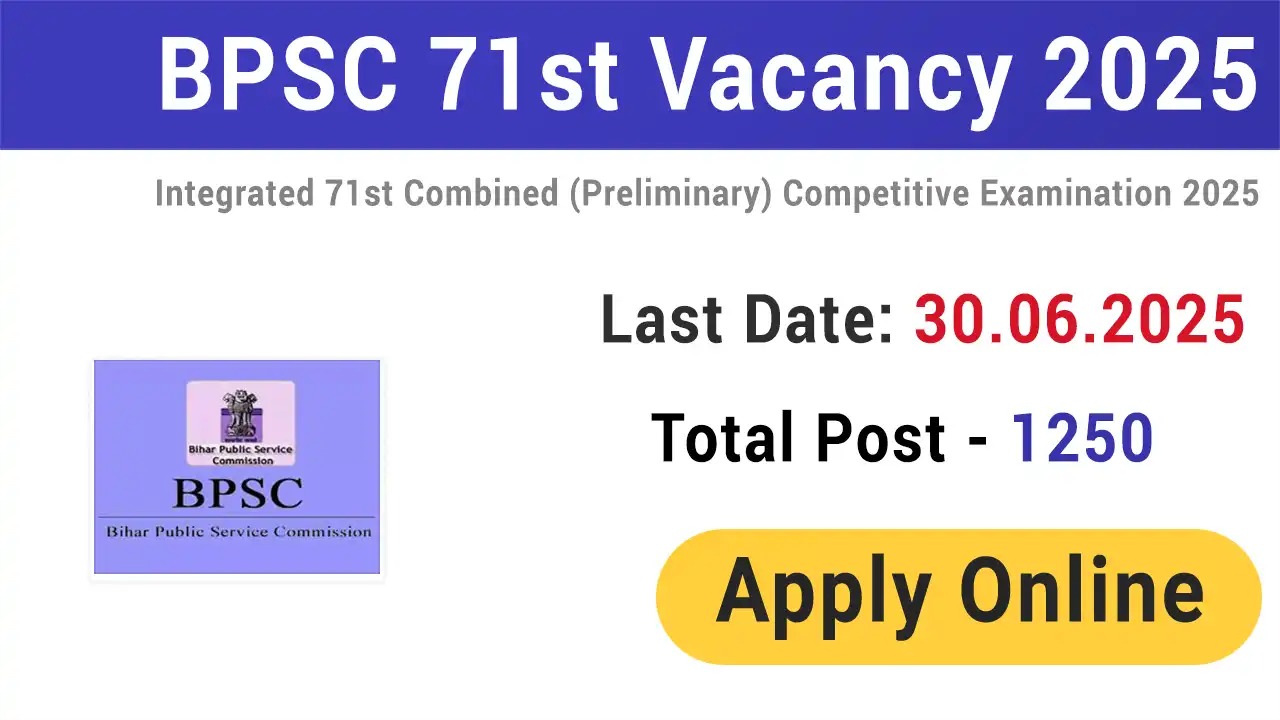 BPSC 71st Vacancy 2025
Integrated 71st Combined (Preliminary) Competitive Examination 2025
Last Date: 30.06.2025
Total Post - 1250
Apply Online
Bihar Public Service
Commission
BPSC
Bihar Public Service Commission